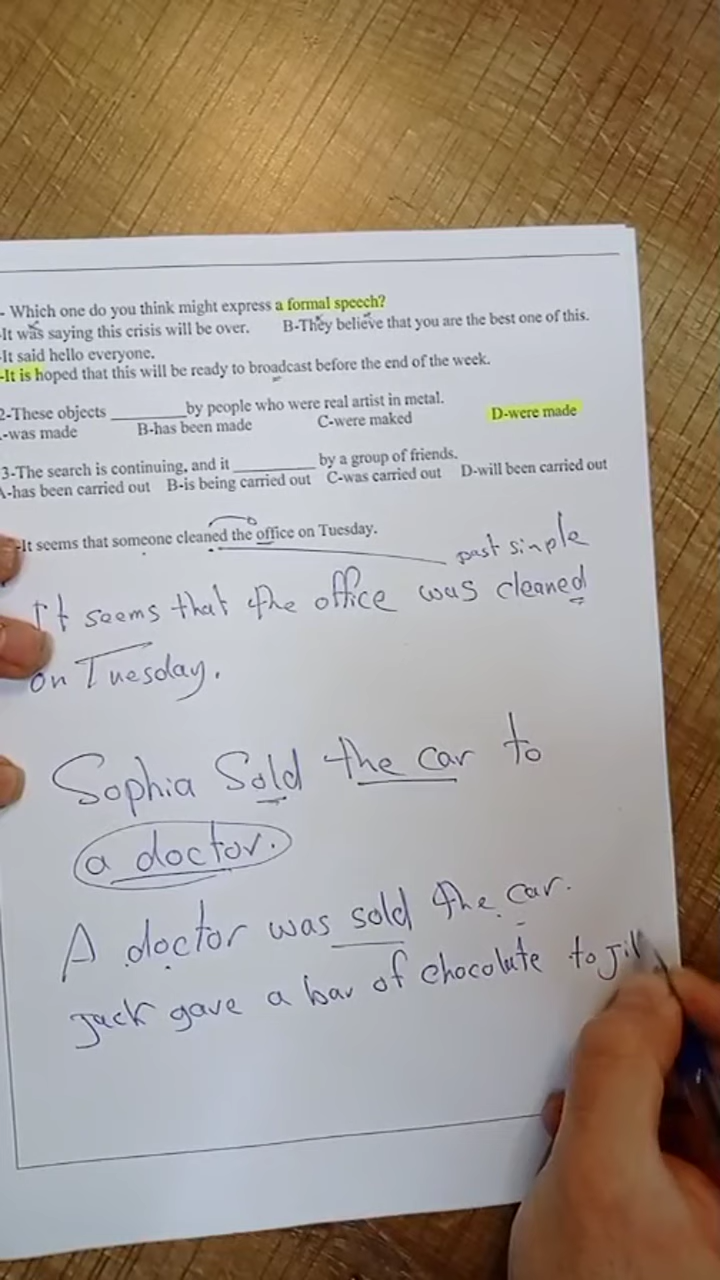 - Which one do you think might express a formal speech?
-It was saying this crisis will be over. B-They believe that you are the best one of this.
-It said hello everyone.
-It is hoped that this will be ready to broadcast before the end of the week.
2-These objects ________by people who were real artist in metal.
.-was made B-has been made C-were maked D-were made
3-The search is continuing, and it ________ by a group of friends.
A-has been carried out B-is being carried out C-was carried out D-will been carried out
-It seems that someone cleaned the office on Tuesday.
past simple
It seems that the office was cleaned
on Tuesday.
Sophia Sold the car to
a doctor.
A doctor was sold the car.
Jack gave a bar of chocolate to Jil